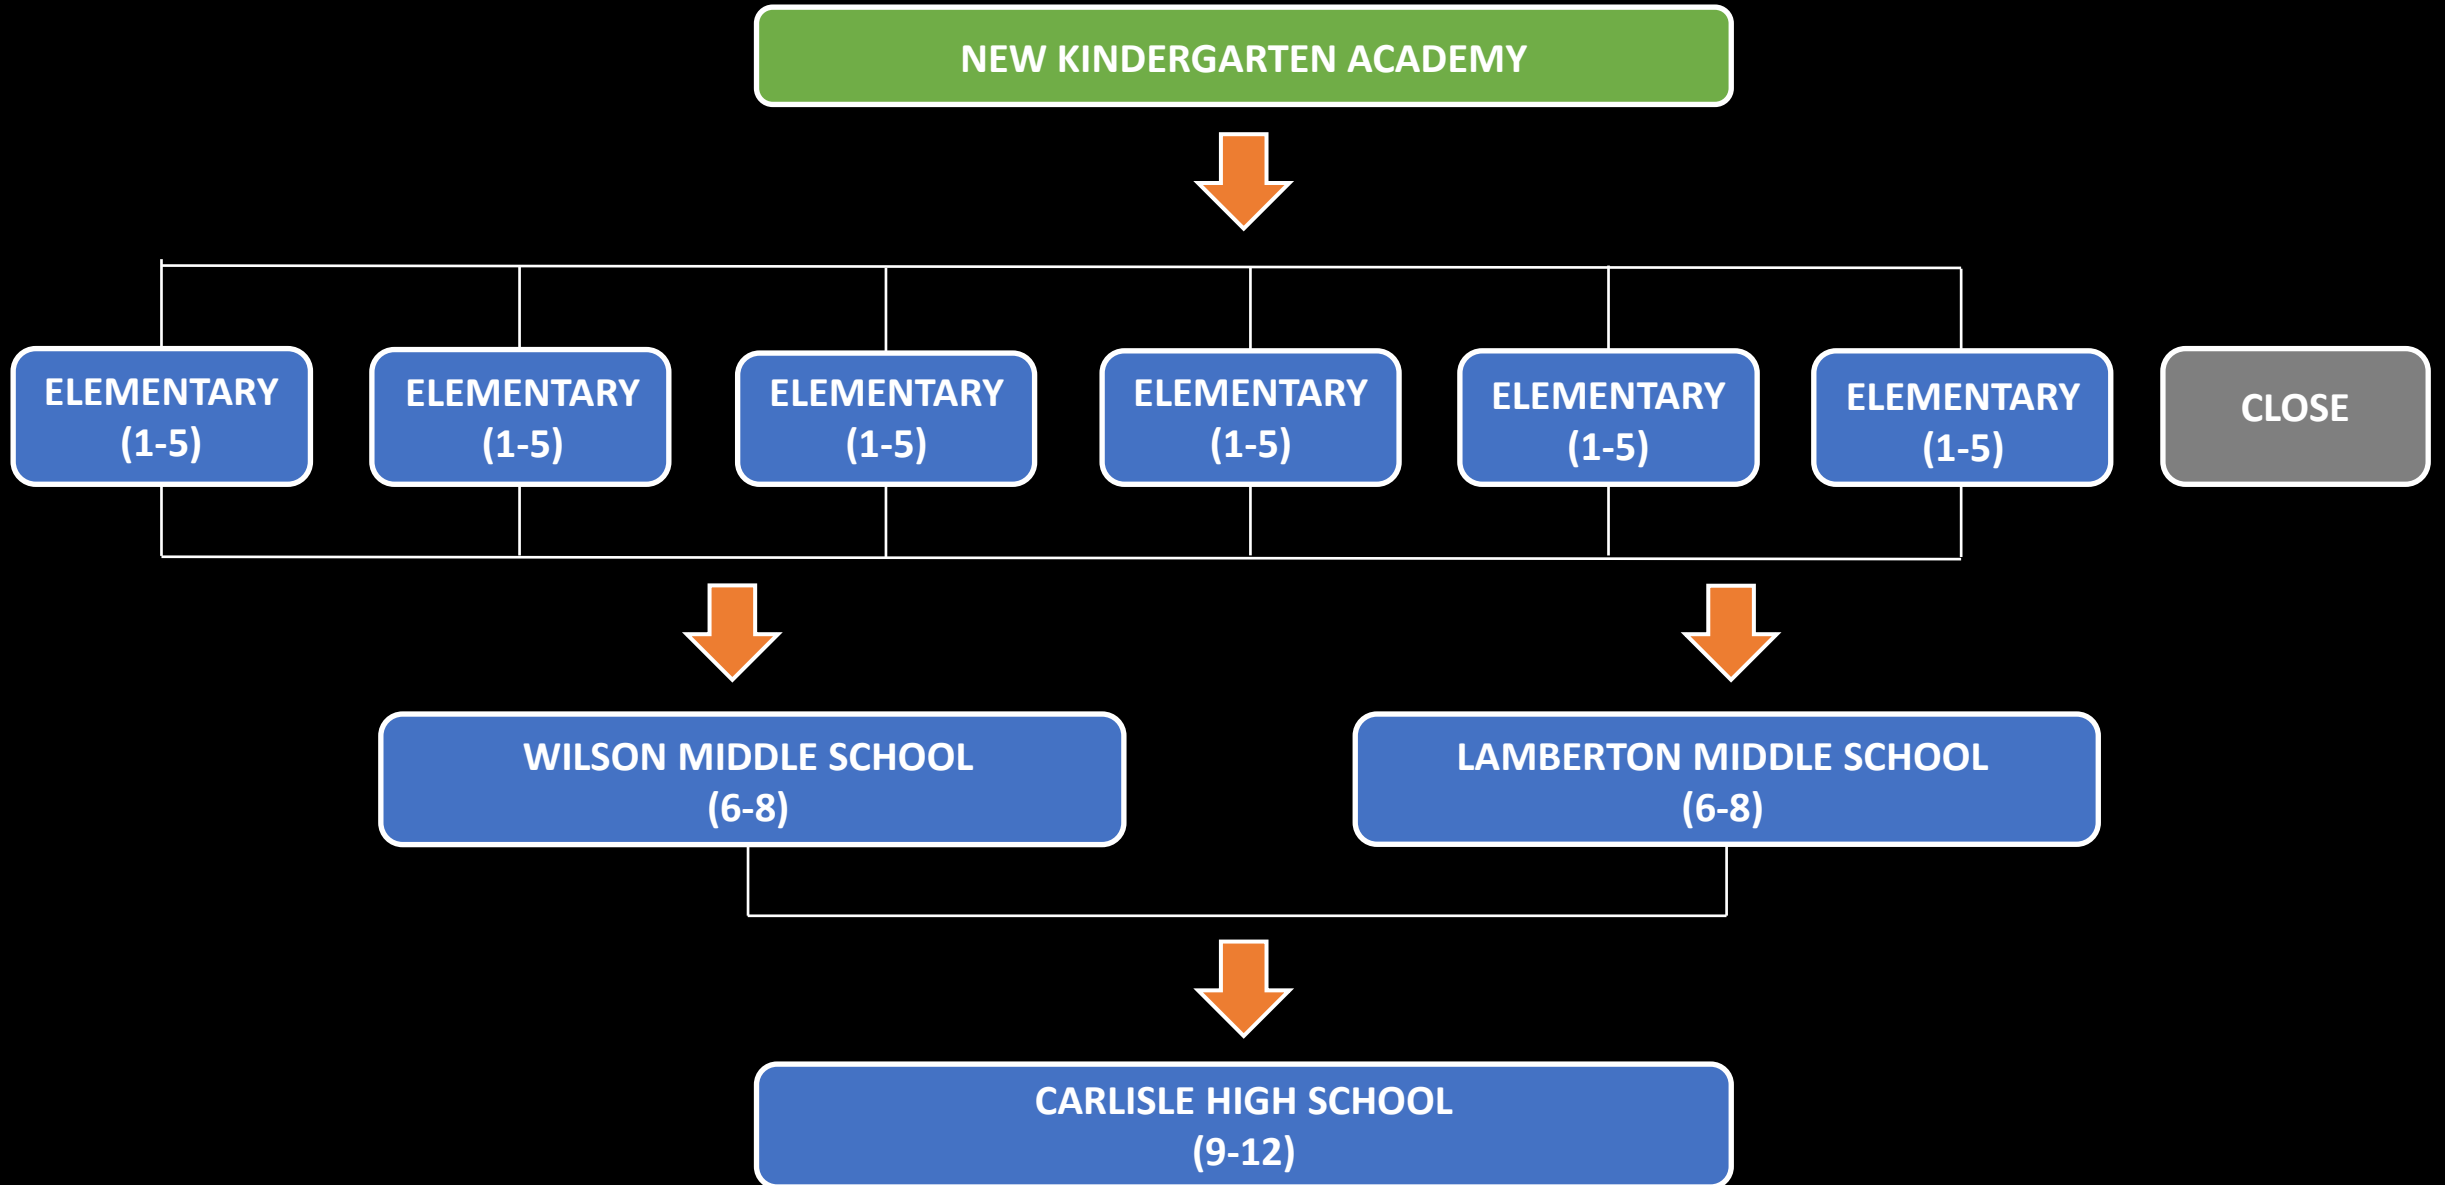 NEW KINDERGARTEN ACADEMY
ELEMENTARY
(1-5)
ELEMENTARY
(1-5)
ELEMENTARY
(1-5)
ELEMENTARY
(1-5)
ELEMENTARY
(1-5)
ELEMENTARY
(1-5)
CLOSE
WILSON MIDDLE SCHOOL
(6-8)
LAMBERTON MIDDLE SCHOOL
(6-8)
CARLISLE HIGH SCHOOL
(9-12)